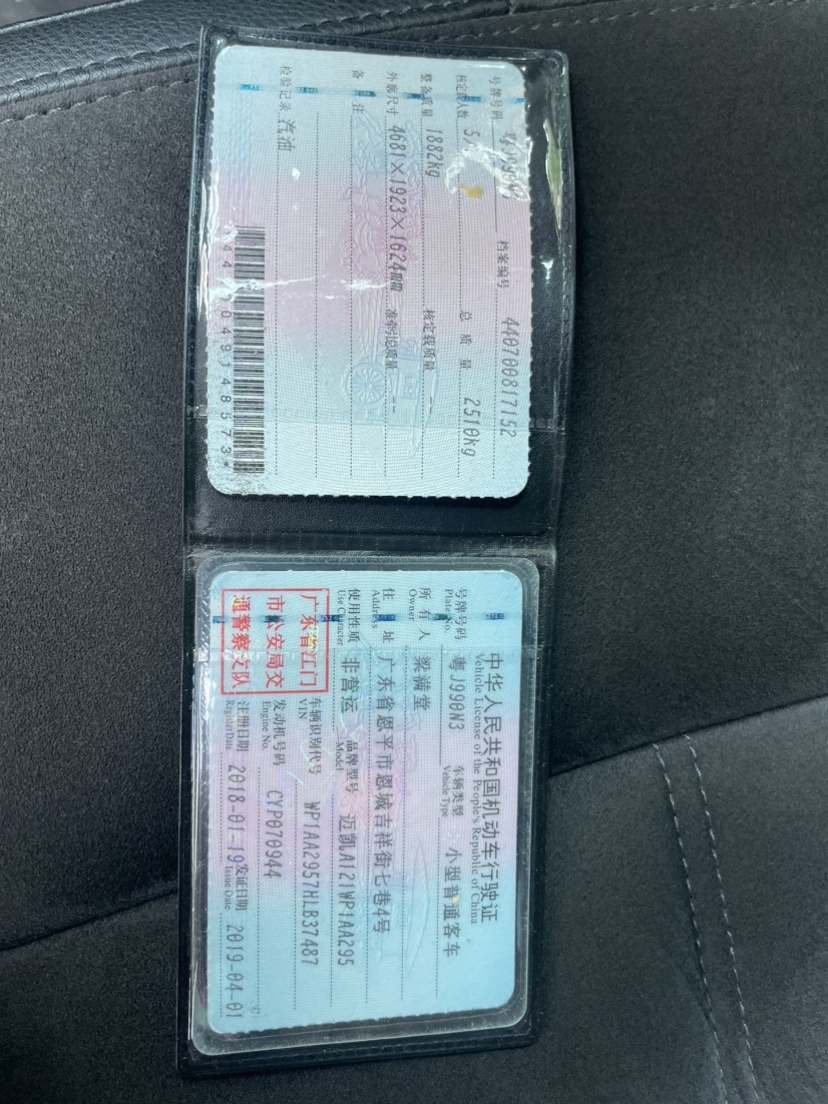 中华人民共和国机动车行驶证
Vehicle License of the People's Republic of China
号牌号码 粤J990N3 车辆类型 小型普通客车
Plate No. Vehicle Type
所有人 梁满堂
Owner
住址 广东省恩平市恩城吉祥街七巷4号
Address
使用性质 非营运 品牌型号 迈凯A121WP1AA295
Use Character Model
广东省江门
市公安局交
通警察支队
车辆识别代号 WP1AA2957HLB37487
VIN
发动机号码 CYP070944
Engine No.
注册日期 2018-01-19 发证日期 2019-04-01
Register Date Issue Date
号牌号码 档案编号 440700817152
核定载人数 5人 总质量 2510kg
整备质量 1882kg 核定载质量 --
外廓尺寸 4681×1923×1624mm 准牵引总质量 --
备注
检验记录 汽油